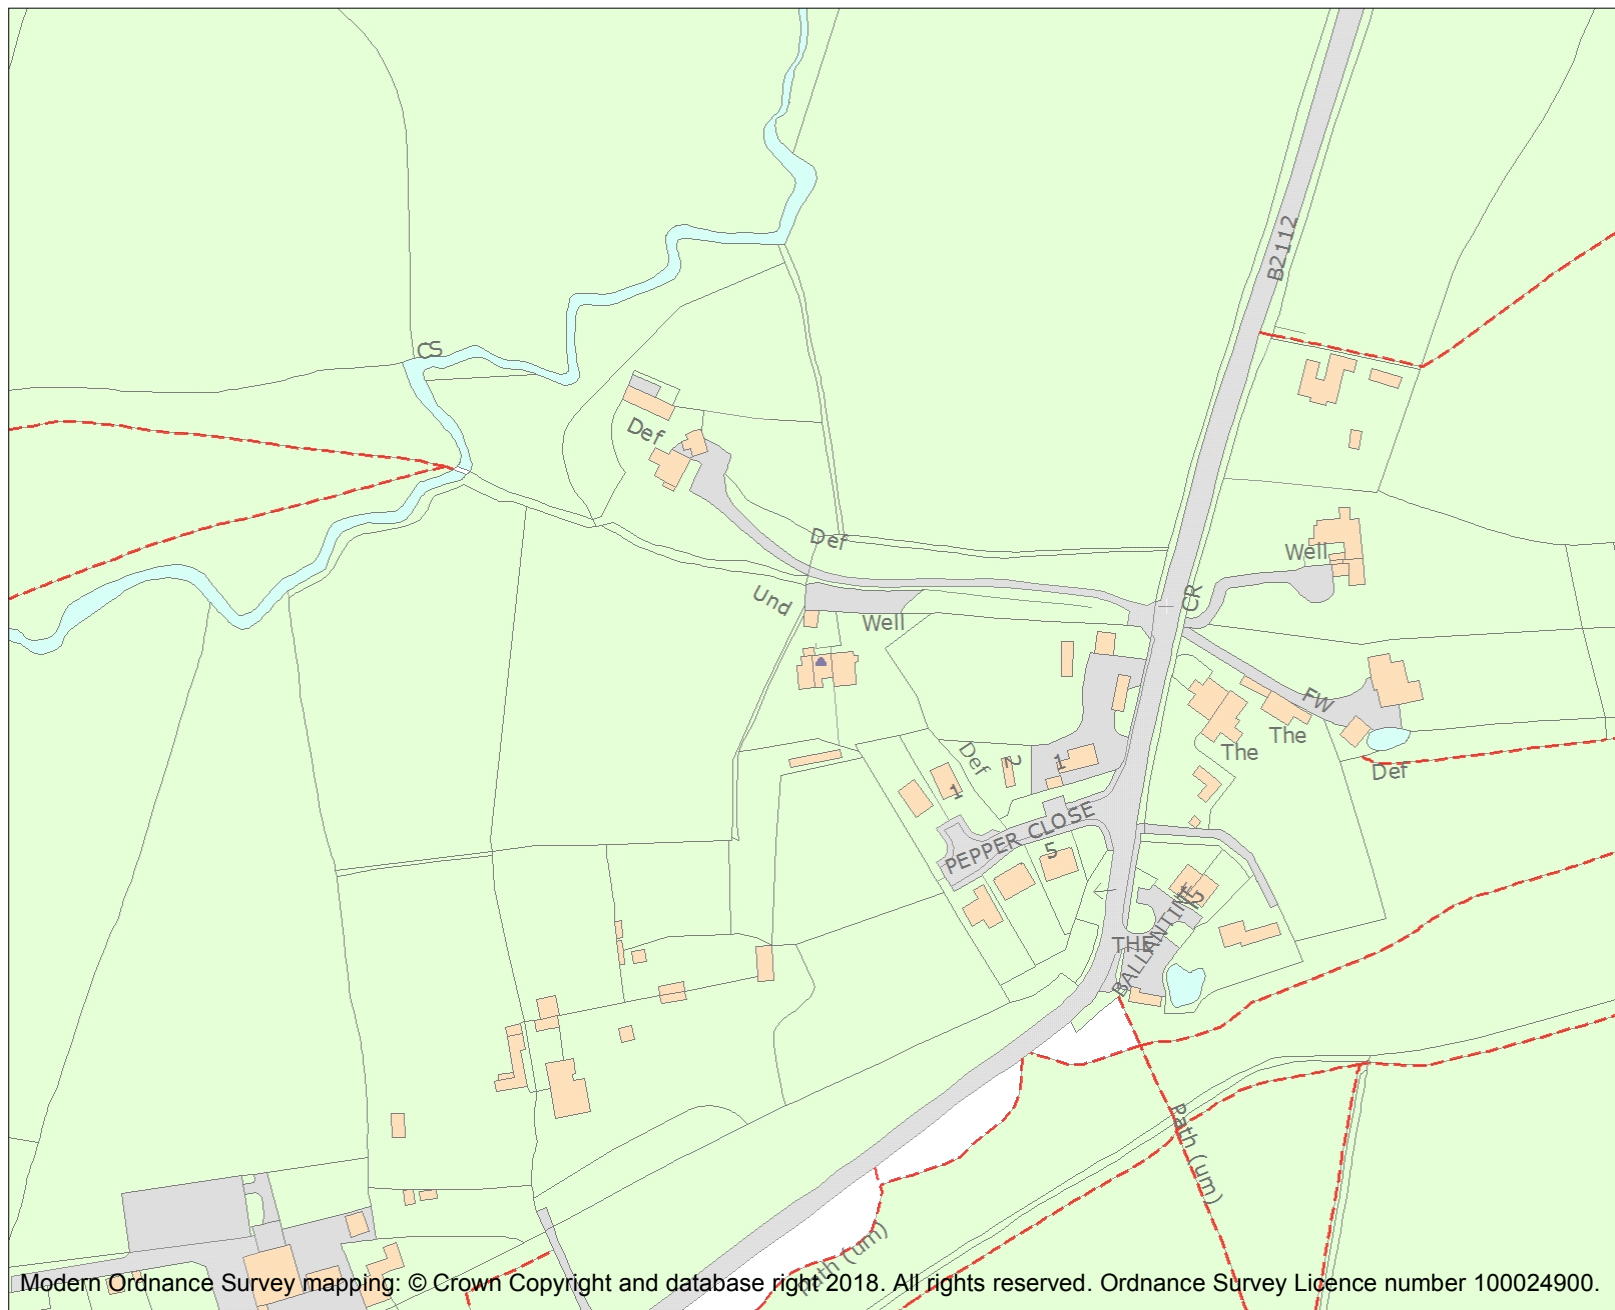 B2112
CS
Def
Def
Well
Und
CR
Well
FW
The
The
Def
Def
2
1
1
PEPPER CLOSE
5
5
THE
BALLANTINE
Path (um)
Path (um)
Modern Ordnance Survey mapping: © Crown Copyright and database right 2018. All rights reserved. Ordnance Survey Licence number 100024900.